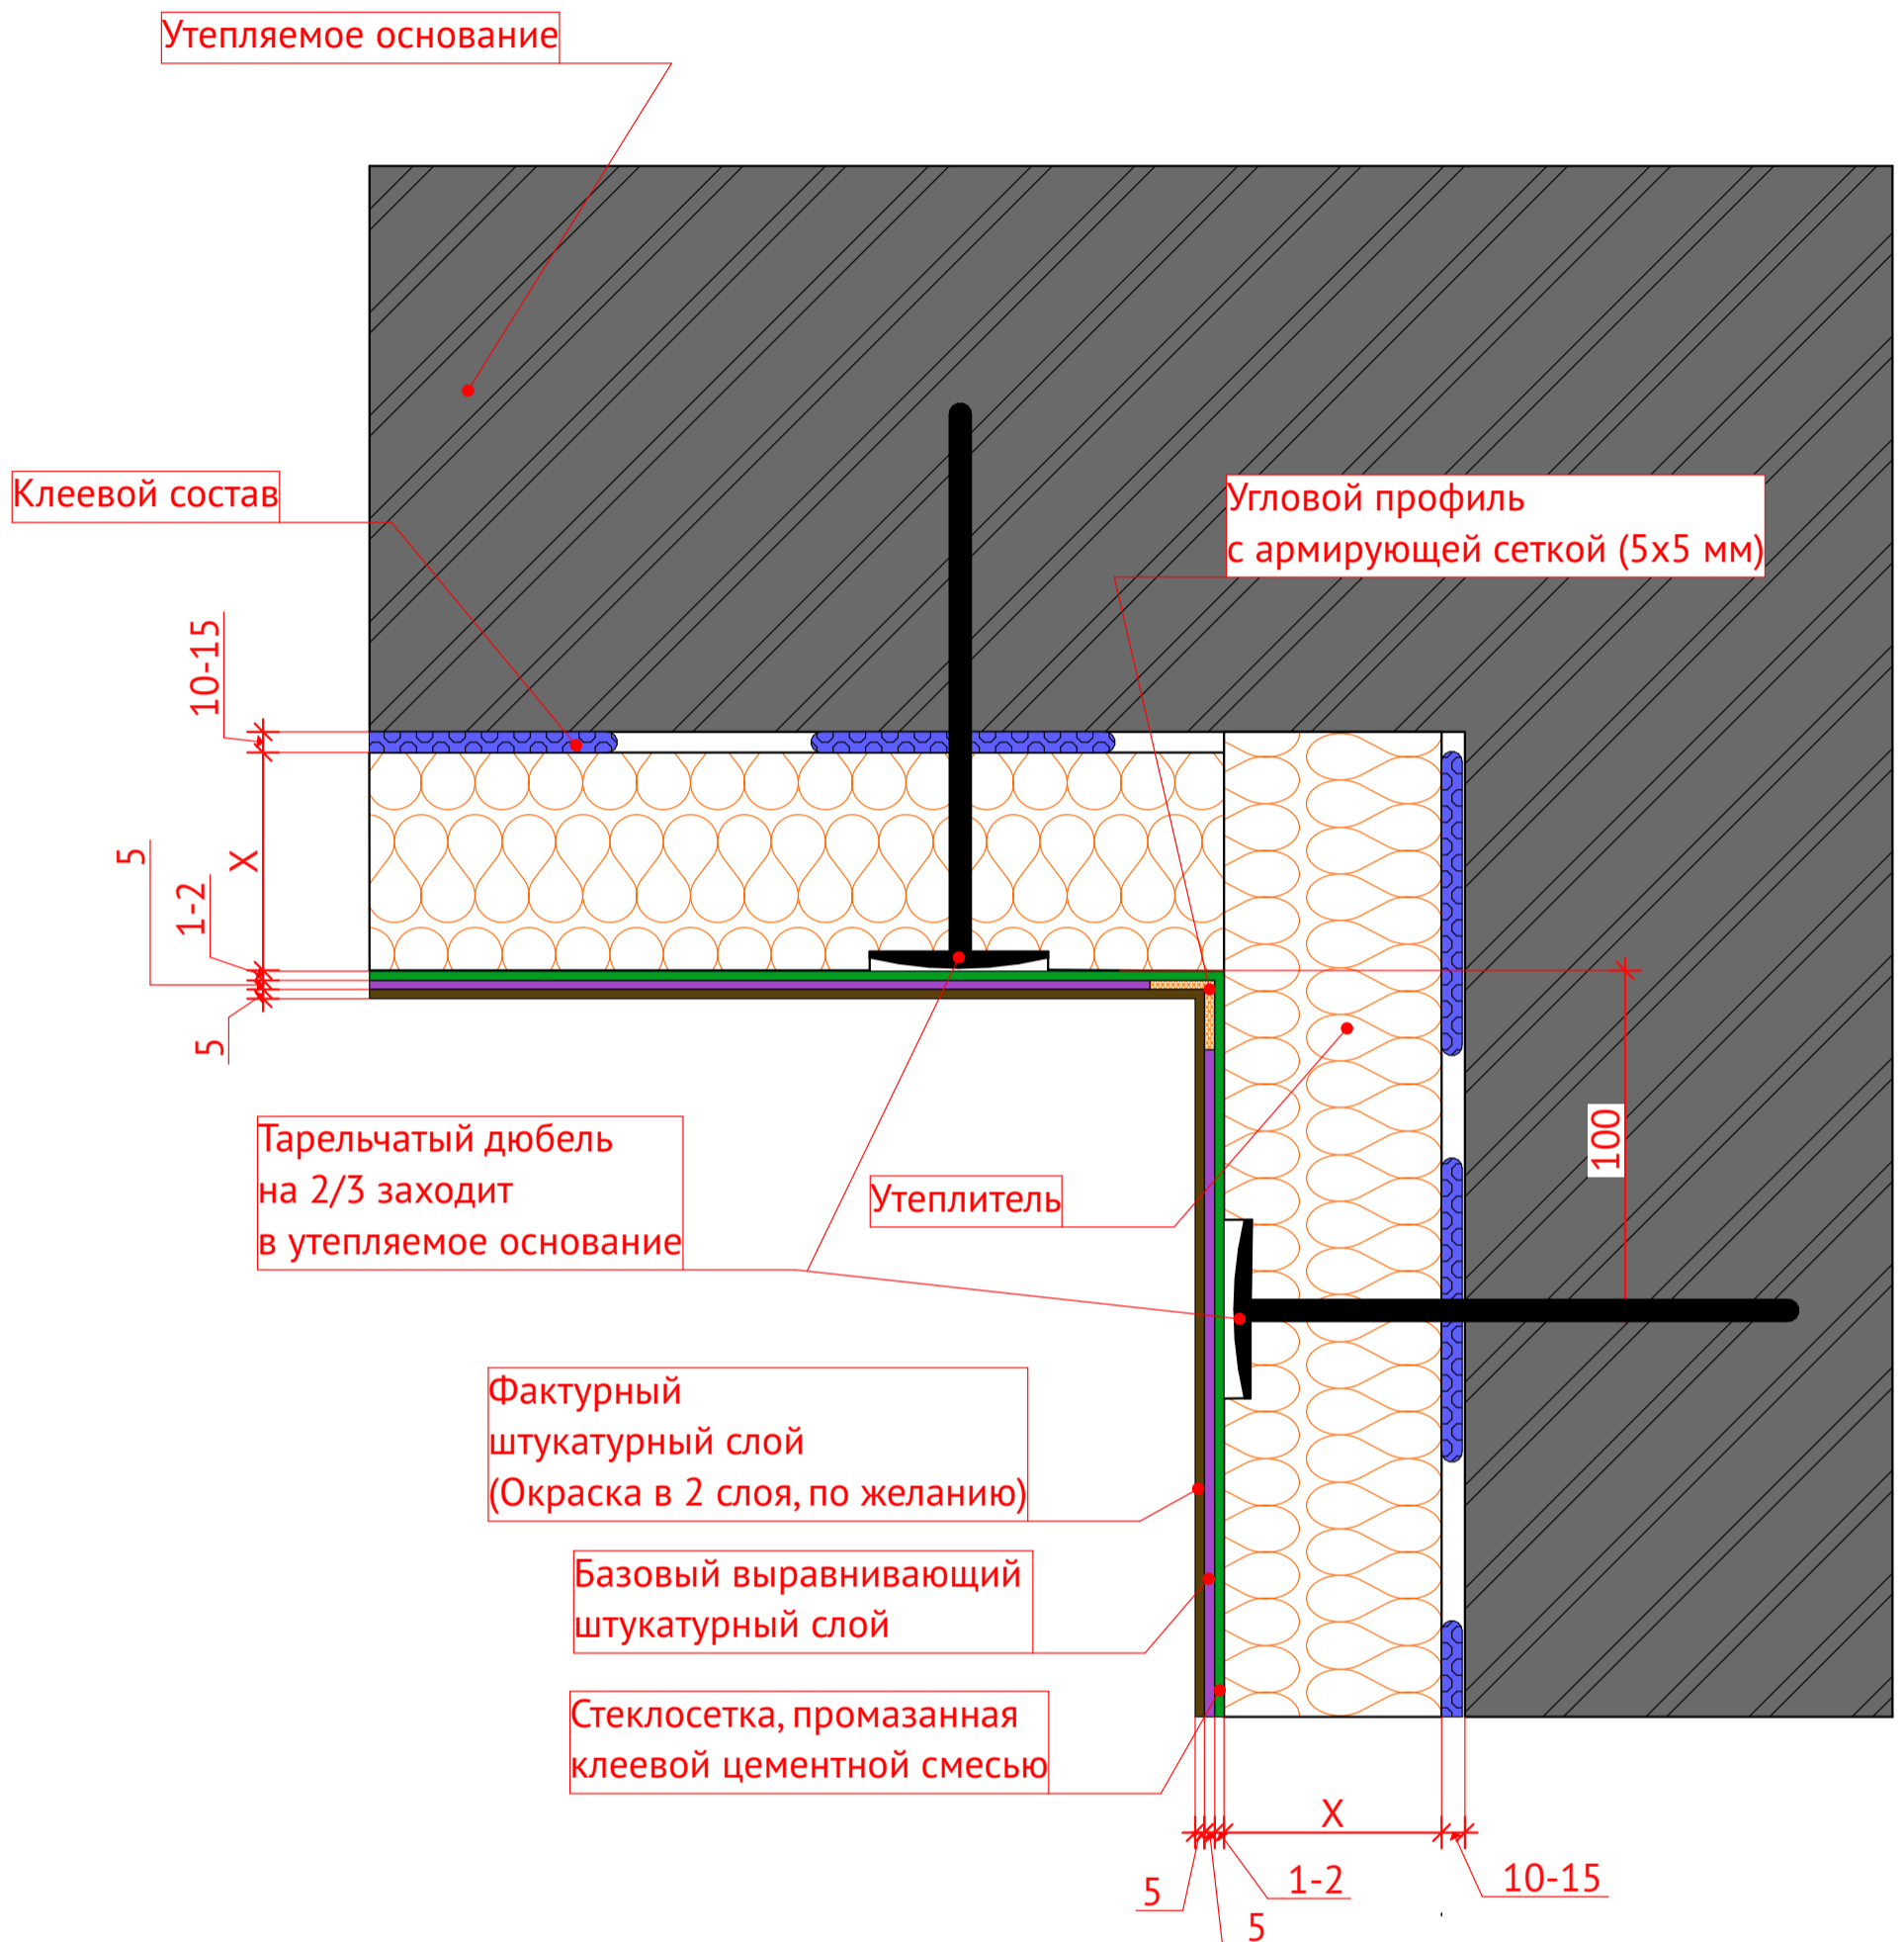 Утепляемое основание
Клеевой состав
Угловой профиль
с армирующей сеткой (5х5 мм)
10-15
5
X
1-2
5
100
Тарельчатый дюбель
на 2/3 заходит
в утепляемое основание
Утеплитель
Фактурный
штукатурный слой
(Окраска в 2 слоя, по желанию)
Базовый выравнивающий
штукатурный слой
Стеклосетка, промазанная
клеевой цементной смесью
X
5
1-2
10-15
5